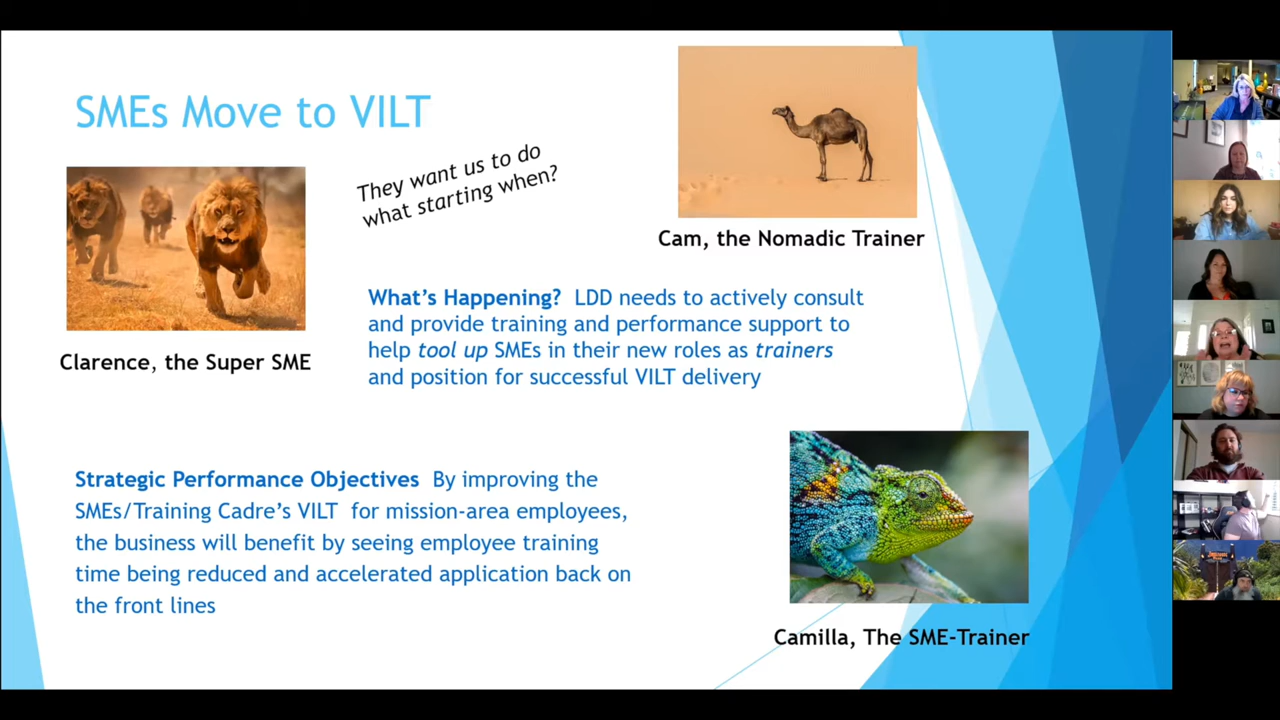 SMEs Move to VILT
They want us to do
what starting when?
Cam, the Nomadic Trainer
Clarence, the Super SME
What's Happening?  LDD needs to actively consult
and provide training and performance support to
help tool up SMEs in their new roles as trainers
and position for successful VILT delivery
Strategic Performance Objectives  By improving the
SMEs/Training Cadre's VILT  for mission-area employees,
the business will benefit by seeing employee training
time being reduced and accelerated application back on
the front lines
Camilla, The SME-Trainer